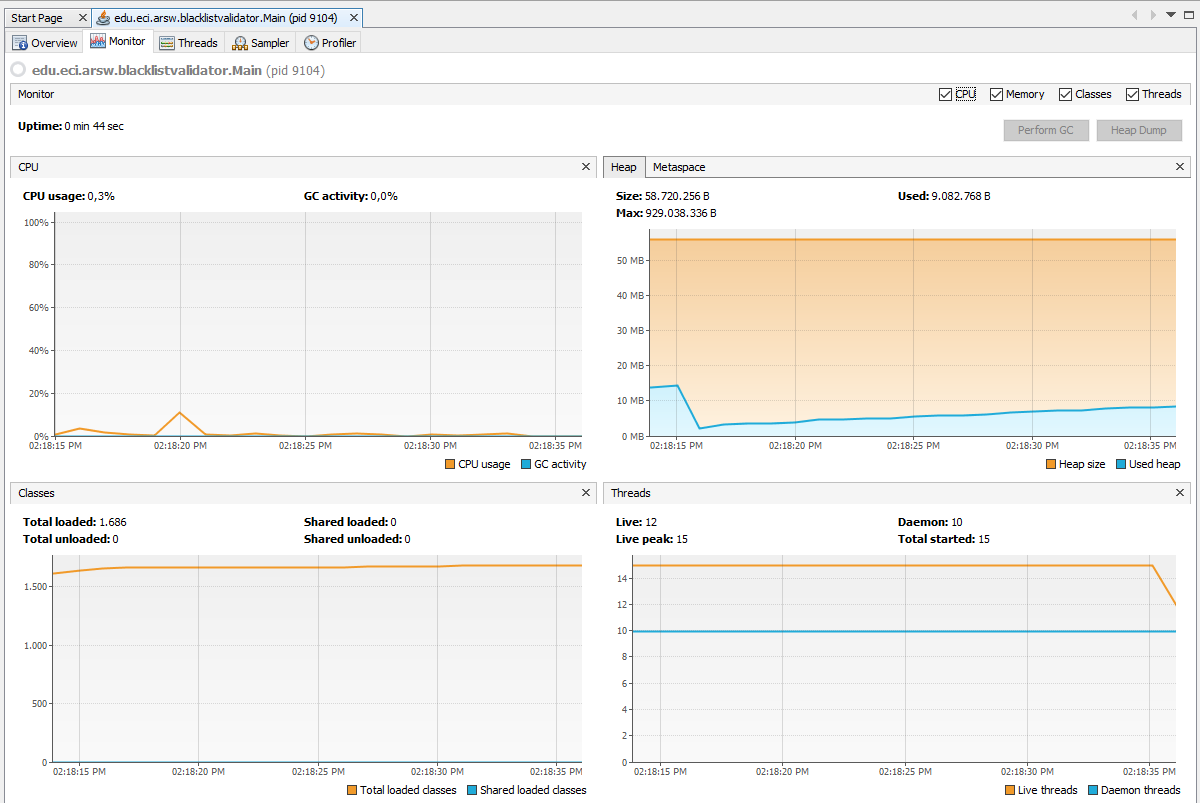 Start Page edu.eci.arsw.blacklistvalidator.Main (pid 9104)
Overview Monitor Threads Sampler Profiler
edu.eci.arsw.blacklistvalidator.Main (pid 9104)
Monitor CPU Memory Classes Threads
Uptime: 0 min 44 sec
Perform GC Heap Dump
CPU
CPU usage: 0,3% GC activity: 0,0%
100%
80%
60%
40%
20%
0%
02:18:15 PM 02:18:20 PM 02:18:25 PM 02:18:30 PM 02:18:35 PM
CPU usage GC activity
Heap Metaspace
Size: 58.720.256 B Used: 9.082.768 B
Max: 929.038.336 B
50 MB
40 MB
30 MB
20 MB
10 MB
0 MB
02:18:15 PM 02:18:20 PM 02:18:25 PM 02:18:30 PM 02:18:35 PM
Heap size Used heap
Classes
Total loaded: 1.686 Shared loaded: 0
Total unloaded: 0 Shared unloaded: 0
1.500
1.000
500
0
02:18:15 PM 02:18:20 PM 02:18:25 PM 02:18:30 PM 02:18:35 PM
Total loaded classes Shared loaded classes
Threads
Live: 12 Daemon: 10
Live peak: 15 Total started: 15
14
12
10
8
6
4
2
0
02:18:15 PM 02:18:20 PM 02:18:25 PM 02:18:30 PM 02:18:35 PM
Live threads Daemon threads